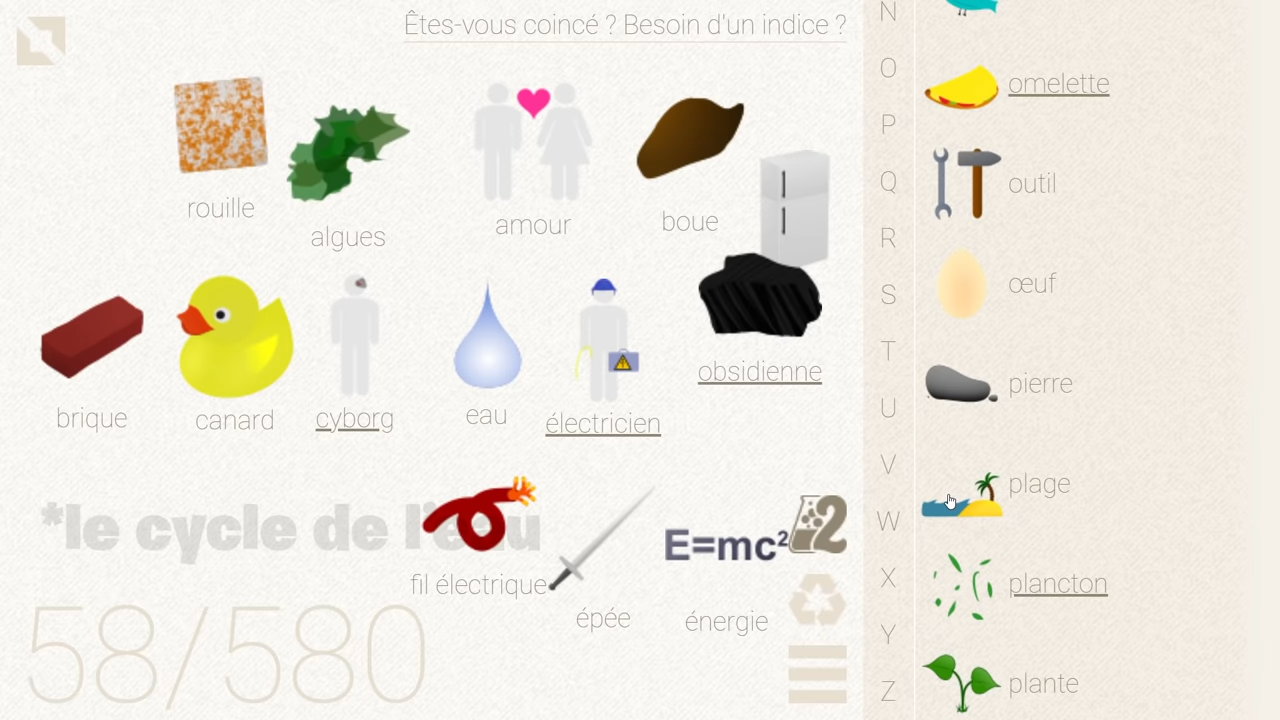 Êtes-vous coincé ? Besoin d'un indice ?
rouille
algues
amour
boue
brique
canard
cyborg
eau
électricien
obsidienne
*le cycle de l'eau
fil électrique
épée
E=mc²
énergie
2
58/580
N
O
P
Q
R
S
T
U
V
W
X
Y
Z
omelette
outil
œuf
pierre
plage
plancton
plante